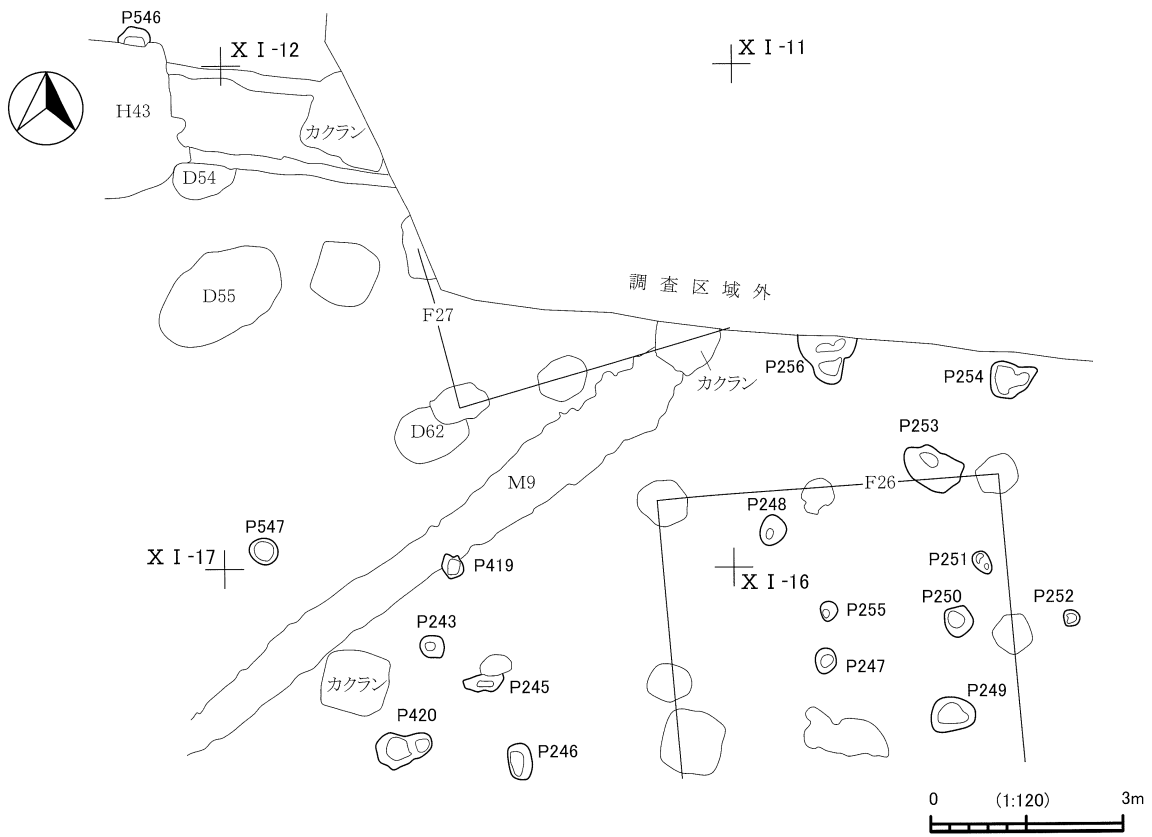 P546
ⅩⅠ-12
ⅩⅠ-11
H43
カクラン
D54
調査区域外
D55
F27
P256
カクラン
P254
D62
P253
M9
F26
P248
P547
ⅩⅠ-17
P419
P251
ⅩⅠ-16
P250
P252
P255
P243
P247
カクラン
P245
P249
P420
P246
0 (1:120) 3m